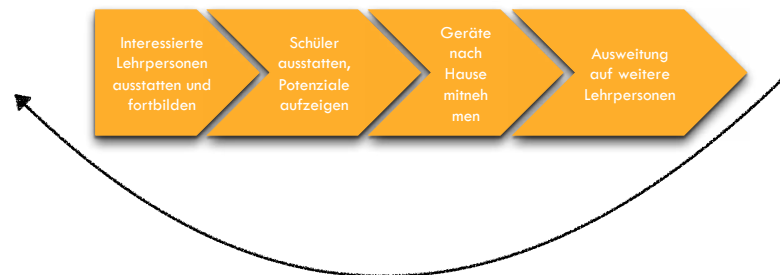 Interessierte
Lehrpersonen
ausstatten und
fortbilden
Schüler
ausstatten,
Potenziale
aufzeigen
Geräte
nach
Hause
mitneh
men
Ausweitung
auf weitere
Lehrpersonen